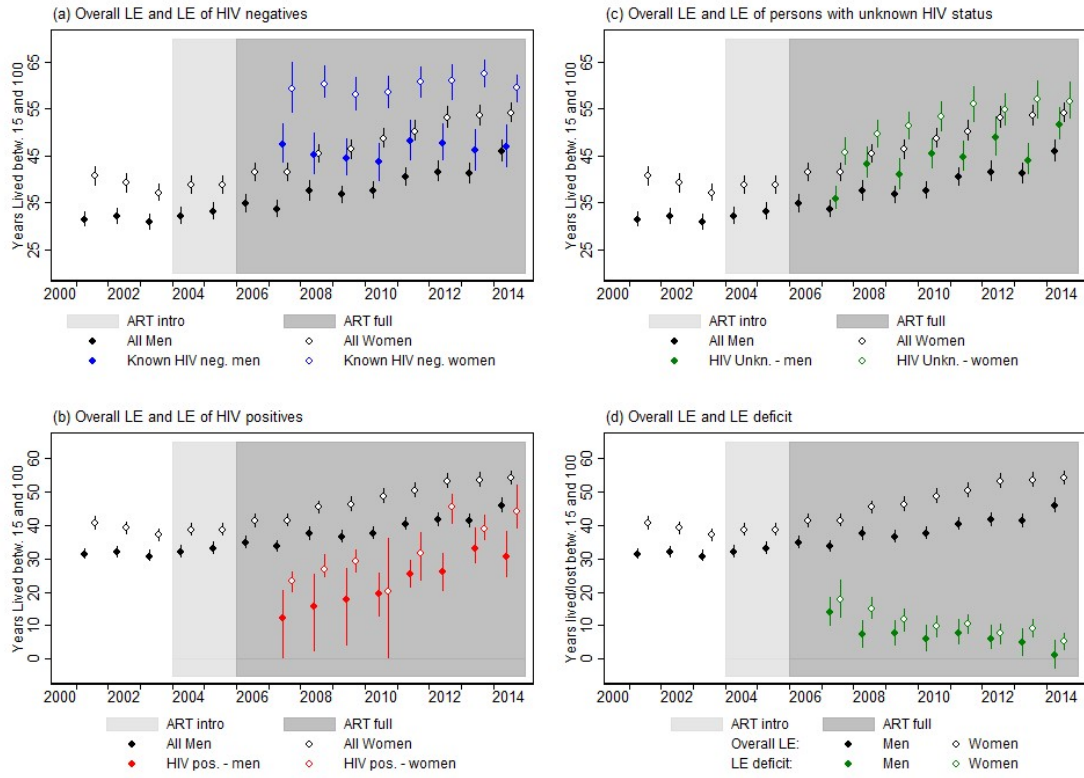 (a) Overall LE and LE of HIV negatives
Years Lived betw. 15 and 100
65
55
45
35
25
2000 2002 2004 2006 2008 2010 2012 2014
ART intro ART full
All Men All Women
Known HIV neg. men Known HIV neg. women
(c) Overall LE and LE of persons with unknown HIV status
Years Lived betw. 15 and 100
65
55
45
35
25
2000 2002 2004 2006 2008 2010 2012 2014
ART intro ART full
All Men All Women
HIV Unkn. - men HIV Unkn. - women
(b) Overall LE and LE of HIV positives
Years Lived betw. 15 and 100
60
50
40
30
20
10
0
2000 2002 2004 2006 2008 2010 2012 2014
ART intro ART full
All Men All Women
HIV pos. - men HIV pos. - women
(d) Overall LE and LE deficit
Years lived/lost betw. 15 and 100
60
50
40
30
20
10
0
2000 2002 2004 2006 2008 2010 2012 2014
ART intro ART full
Overall LE: Men Women
LE deficit: Men Women